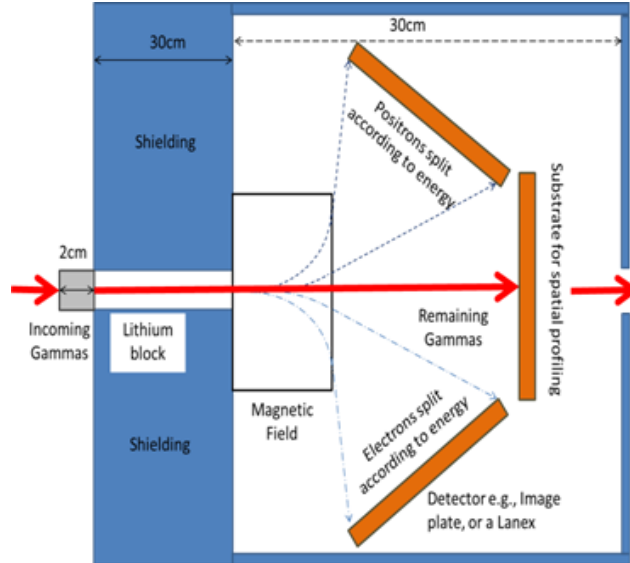 30cm
30cm
Shielding
Positrons split
according to energy
Substrate for spatial profiling
2cm
Incoming
Gammas
Lithium
block
Remaining
Gammas
Magnetic
Field
Electrons split
according to energy
Shielding
Detector e.g., Image
plate, or a Lanex